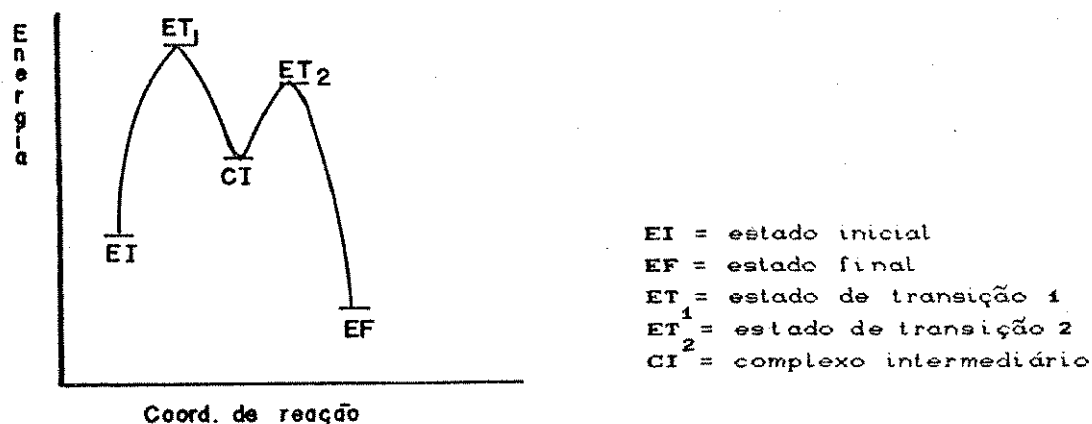 Energia
ET1
ET2
CI
EI
EF
Coord. de reação
EI = estado inicial
EF = estado final
ET1 = estado de transição 1
ET2 = estado de transição 2
CI = complexo intermediário